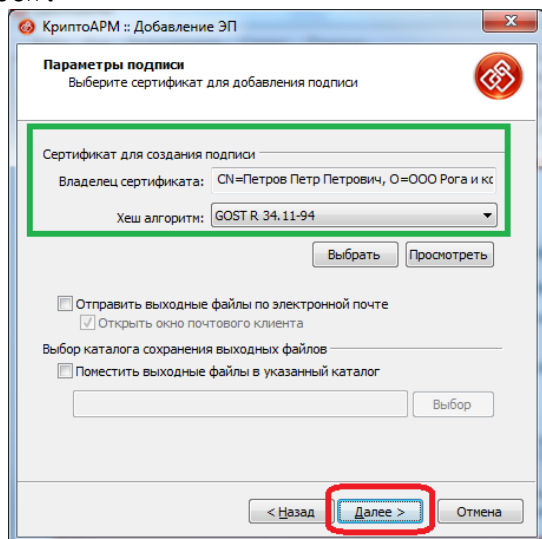 КриптоАРМ :: Добавление ЭП
Параметры подписи
Выберите сертификат для добавления подписи
Сертификат для создания подписи
Владелец сертификата: CN=Петров Петр Петрович, O=ООО Рога и кс
Хеш алгоритм: GOST R 34.11-94
Выбрать Просмотреть
Отправить выходные файлы по электронной почте
Открыть окно почтового клиента
Выбор каталога сохранения выходных файлов
Поместить выходные файлы в указанный каталог
Выбор
< Назад Далее > Отмена